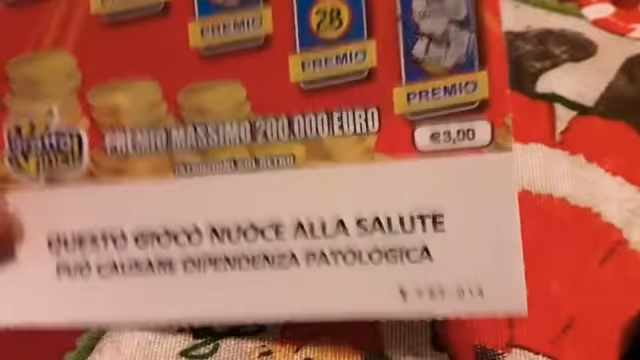 PREMIO
28
PREMIO
PREMIO
PREMIO MASSIMO 200.000 EURO
€3,00
QUESTO GIOCO NUOCE ALLA SALUTE
PUÒ CAUSARE DIPENDENZA PATOLOGICA